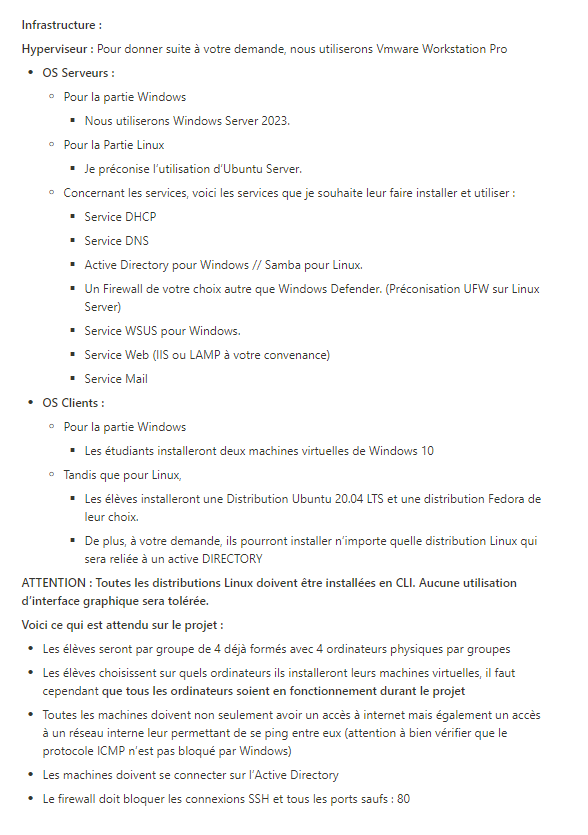 Infrastructure :
Hyperviseur : Pour donner suite à votre demande, nous utiliserons Vmware Workstation Pro
OS Serveurs :
Pour la partie Windows
Nous utiliserons Windows Server 2023.
Pour la Partie Linux
Je préconise l'utilisation d'Ubuntu Server.
Concernant les services, voici les services que je souhaite leur faire installer et utiliser :
Service DHCP
Service DNS
Active Directory pour Windows // Samba pour Linux.
Un Firewall de votre choix autre que Windows Defender. (Préconisation UFW sur Linux
Server)
Service WSUS pour Windows.
Service Web (IIS ou LAMP à votre convenance)
Service Mail
OS Clients :
Pour la partie Windows
Les étudiants installeront deux machines virtuelles de Windows 10
Tandis que pour Linux,
Les élèves installeront une Distribution Ubuntu 20.04 LTS et une distribution Fedora de
leur choix.
De plus, à votre demande, ils pourront installer n'importe quelle distribution Linux qui
sera reliée à un active DIRECTORY
ATTENTION : Toutes les distributions Linux doivent être installées en CLI. Aucune utilisation
d'interface graphique sera tolérée.
Voici ce qui est attendu sur le projet :
Les élèves seront par groupe de 4 déjà formés avec 4 ordinateurs physiques par groupes
Les élèves choisissent sur quels ordinateurs ils installeront leurs machines virtuelles, il faut
cependant que tous les ordinateurs soient en fonctionnement durant le projet
Toutes les machines doivent non seulement avoir un accès à internet mais également un accès
à un réseau interne leur permettant de se ping entre eux (attention à bien vérifier que le
protocole ICMP n'est pas bloqué par Windows)
Les machines doivent se connecter sur l'Active Directory
Le firewall doit bloquer les connexions SSH et tous les ports saufs : 80